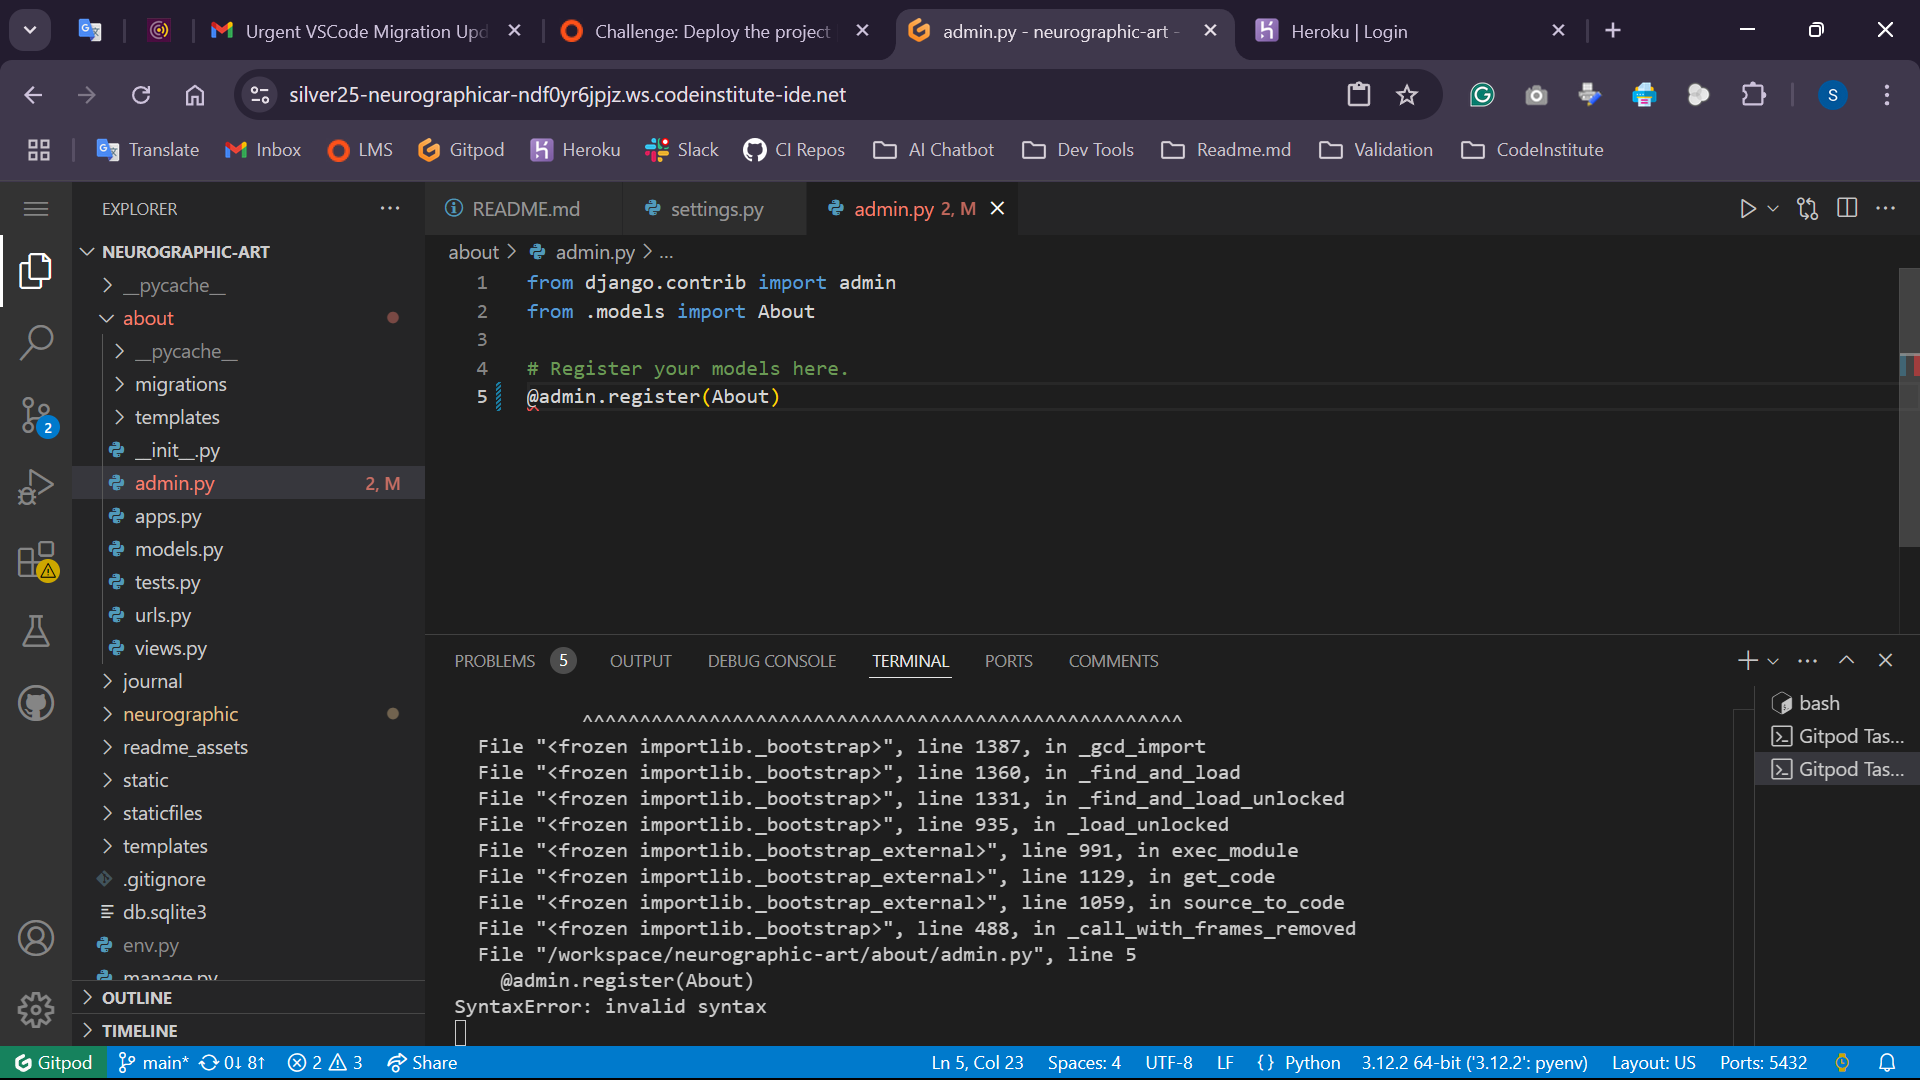 Urgent VSCode Migration Upd
Challenge: Deploy the project
admin.py - neurographic-art -
Heroku | Login
silver25-neurographicar-ndf0yr6jpjz.ws.codeinstitute-ide.net
S
Translate
Inbox
LMS
Gitpod
Heroku
Slack
CI Repos
AI Chatbot
Dev Tools
Readme.md
Validation
CodeInstitute
EXPLORER
README.md
settings.py
admin.py 2, M
NEUROGRAPHIC-ART
__pycache__
about
__pycache__
migrations
templates
__init__.py
admin.py 2, M
apps.py
models.py
tests.py
urls.py
views.py
journal
neurographic
readme_assets
static
staticfiles
templates
.gitignore
db.sqlite3
env.py
manage.py
OUTLINE
TIMELINE
2
about > admin.py > ...
1 from django.contrib import admin
2 from .models import About
3
4 # Register your models here.
5 @admin.register(About)
PROBLEMS 5 OUTPUT DEBUG CONSOLE TERMINAL PORTS COMMENTS
^^^^^^^^^^^^^^^^^^^^^^^^^^^^^^^^^^^^^^^^^^^^^^^^^^^^
File "<frozen importlib._bootstrap>", line 1387, in _gcd_import
File "<frozen importlib._bootstrap>", line 1360, in _find_and_load
File "<frozen importlib._bootstrap>", line 1331, in _find_and_load_unlocked
File "<frozen importlib._bootstrap>", line 935, in _load_unlocked
File "<frozen importlib._bootstrap_external>", line 991, in exec_module
File "<frozen importlib._bootstrap_external>", line 1129, in get_code
File "<frozen importlib._bootstrap_external>", line 1059, in source_to_code
File "<frozen importlib._bootstrap>", line 488, in _call_with_frames_removed
File "/workspace/neurographic-art/about/admin.py", line 5
@admin.register(About)
SyntaxError: invalid syntax
bash
Gitpod Tas...
Gitpod Tas...
Gitpod main* 0↓ 8↑ 2 3 Share Ln 5, Col 23 Spaces: 4 UTF-8 LF {} Python 3.12.2 64-bit ('3.12.2': pyenv) Layout: US Ports: 5432